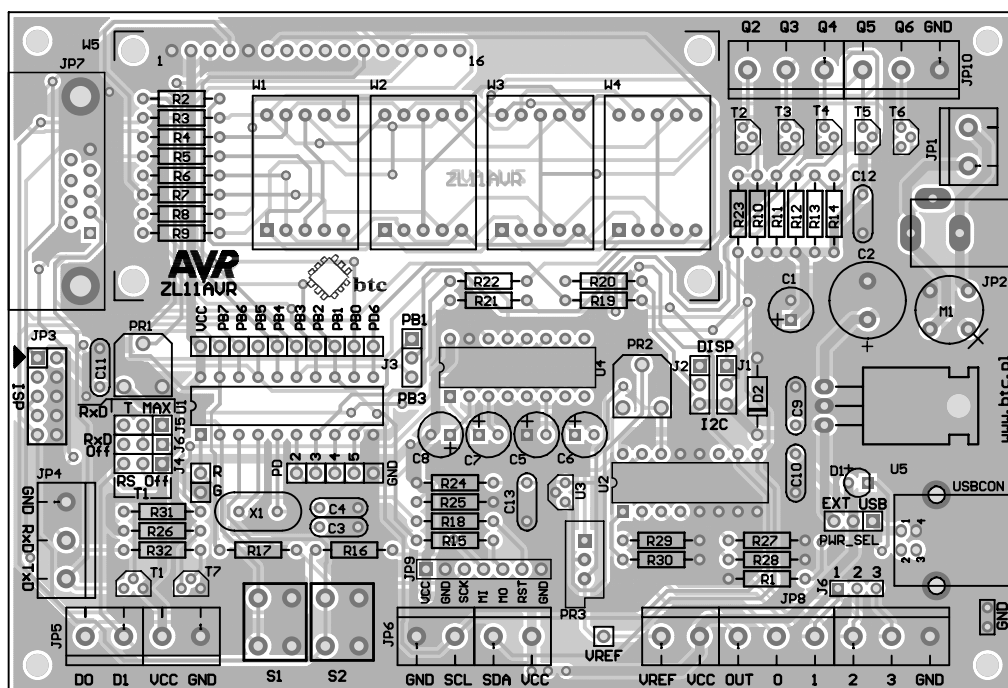 Q2 Q3 Q4 Q5 Q6 GND
W5
1
16
JP7
JP10
R2
W1 W2 W3 W4
R3
T2 T3 T4 T5 T6
R4
R5
JP1
R6
ZL11AVR
C12
R7
R8
R23 R10 R11 R12 R13 R14
R9
AVR
ZL11AVR
btc
C2
R22 R20
R21 R19
C1
JP2
M1
JP3
PR1
VCC PB7 PB6 PB5 PB4 PB3 PB2 PB1 PB0 PD6
PB1
J3
PB3
U4
PR2
DISP
J2 J1
I2C
D2
C9
ISP
C11
RxD
T MAX
U1
J5
RxD
Off
J6
J4
RS Off
www.btc.pl
C8 C7 C5 C6
JP4
PD 2 3 4 5 GND
R
G
T1
X1
C4
C3
R24
R25
R18
R15
C13
U3
U2
C10
D1
U5
USBCON
EXT USB
PWR_SEL
1 4
2 3
GND RxD TxD
R31
R26
R32
R17 R16
R29
R30
R27
R28
R1
T1 T7
JP9
VCC GND SCK MI MO RST GND
PR3
J6
1 2 3
JP8
JP5
JP6
VREF
GND
S1 S2
D0 D1 VCC GND
GND SCL SDA VCC
VREF VCC OUT 0 1 2 3 GND